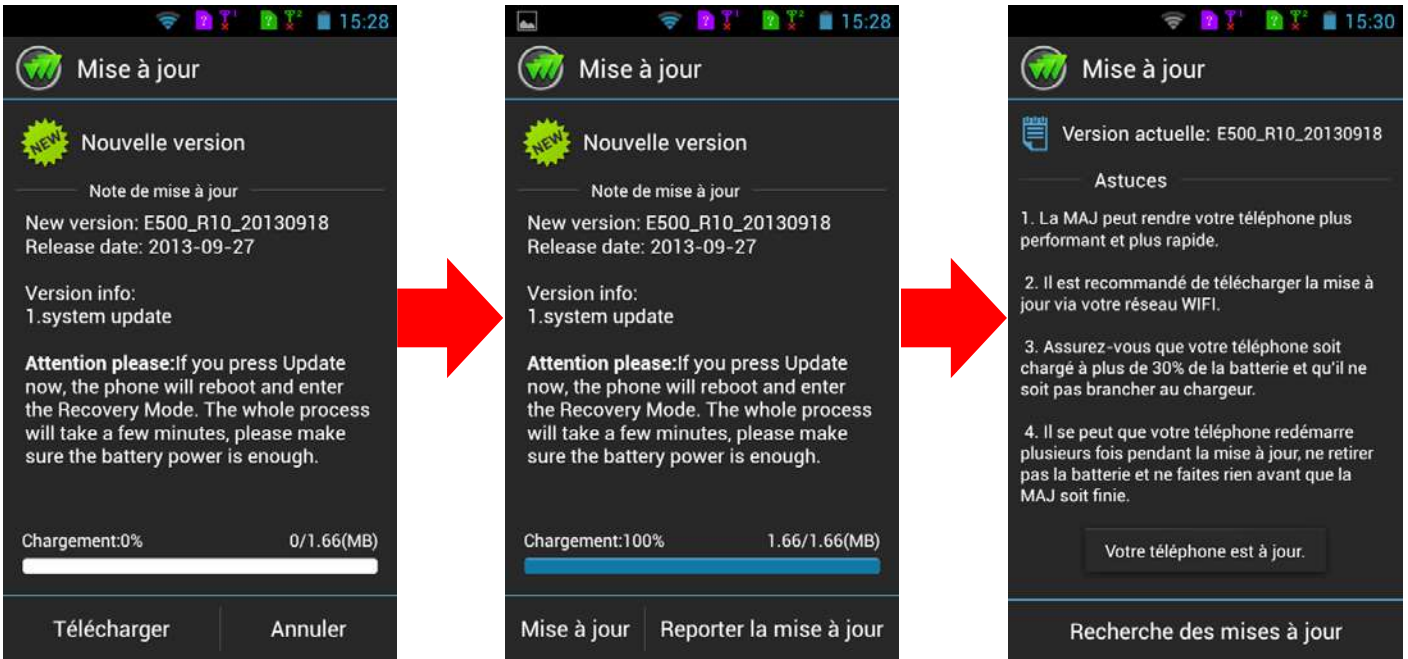 15:28
Mise à jour
NEW
Nouvelle version
Note de mise à jour
New version: E500_R10_20130918
Release date: 2013-09-27
Version info:
1.system update
Attention please:If you press Update
now, the phone will reboot and enter
the Recovery Mode. The whole process
will take a few minutes, please make
sure the battery power is enough.
Chargement:0% 0/1.66(MB)
Télécharger Annuler
15:28
Mise à jour
NEW
Nouvelle version
Note de mise à jour
New version: E500_R10_20130918
Release date: 2013-09-27
Version info:
1.system update
Attention please:If you press Update
now, the phone will reboot and enter
the Recovery Mode. The whole process
will take a few minutes, please make
sure the battery power is enough.
Chargement:100% 1.66/1.66(MB)
Mise à jour Reporter la mise à jour
15:30
Mise à jour
Version actuelle: E500_R10_20130918
Astuces
1. La MAJ peut rendre votre téléphone plus
performant et plus rapide.
2. Il est recommandé de télécharger la mise à
jour via votre réseau WIFI.
3. Assurez-vous que votre téléphone soit
chargé à plus de 30% de la batterie et qu'il ne
soit pas brancher au chargeur.
4. Il se peut que votre téléphone redémarre
plusieurs fois pendant la mise à jour, ne retirer
pas la batterie et ne faites rien avant que la
MAJ soit finie.
Votre téléphone est à jour.
Recherche des mises à jour